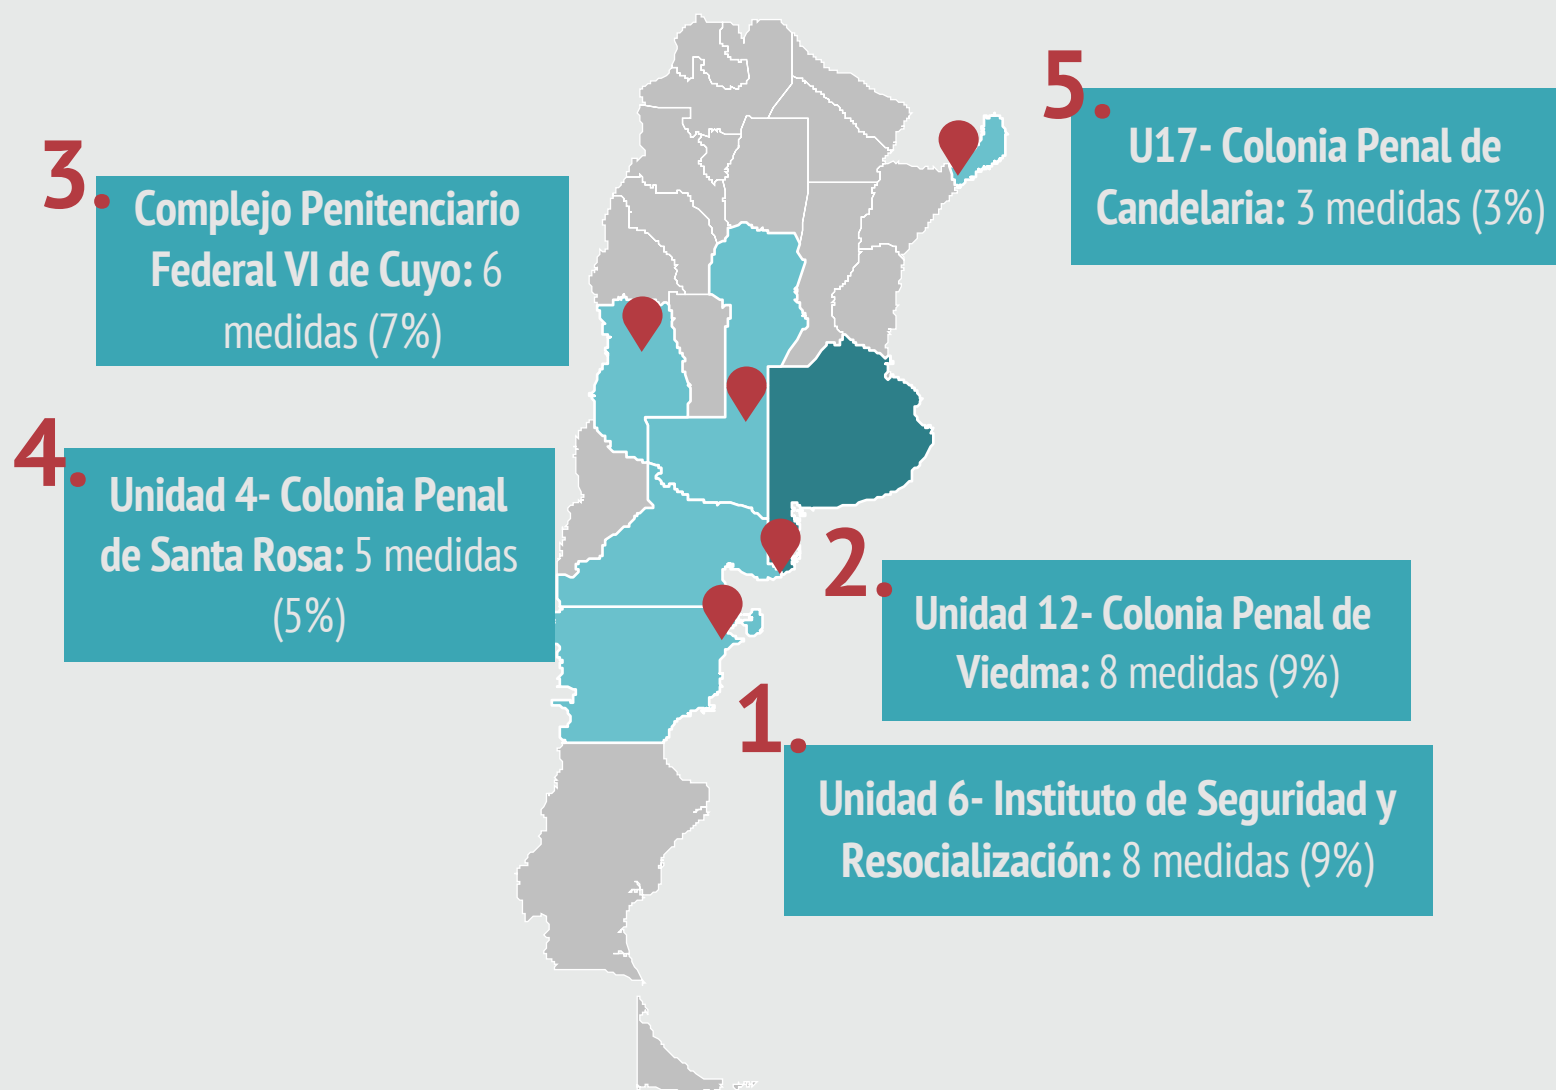 5.
U17- Colonia Penal de
Candelaria: 3 medidas (3%)
3.
Complejo Penitenciario
Federal VI de Cuyo: 6
medidas (7%)
4.
Unidad 4- Colonia Penal
de Santa Rosa: 5 medidas
(5%)
2.
Unidad 12- Colonia Penal de
Viedma: 8 medidas (9%)
1.
Unidad 6- Instituto de Seguridad y
Resocialización: 8 medidas (9%)